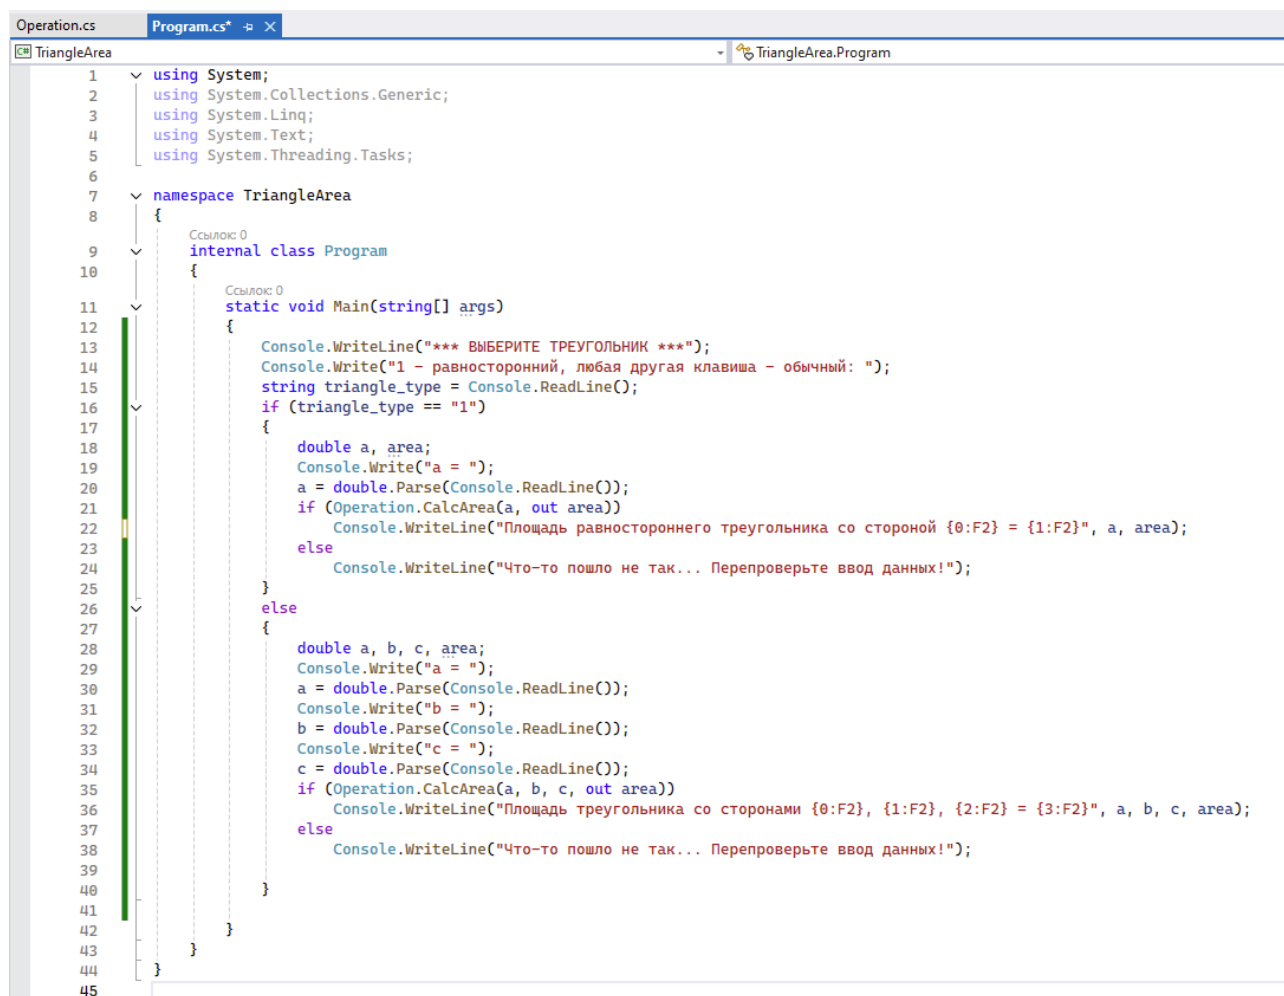 Operation.cs Program.cs*
TriangleArea TriangleArea.Program
1 using System;
2 using System.Collections.Generic;
3 using System.Linq;
4 using System.Text;
5 using System.Threading.Tasks;
6
7 namespace TriangleArea
8 {
Ссылок: 0
9 internal class Program
10 {
Ссылок: 0
11 static void Main(string[] args)
12 {
13 Console.WriteLine("*** ВЫБЕРИТЕ ТРЕУГОЛЬНИК ***");
14 Console.Write("1 - равносторонний, любая другая клавиша - обычный: ");
15 string triangle_type = Console.ReadLine();
16 if (triangle_type == "1")
17 {
18 double a, area;
19 Console.Write("a = ");
20 a = double.Parse(Console.ReadLine());
21 if (Operation.CalcArea(a, out area))
22 Console.WriteLine("Площадь равностороннего треугольника со стороной {0:F2} = {1:F2}", a, area);
23 else
24 Console.WriteLine("Что-то пошло не так... Перепроверьте ввод данных!");
25 }
26 else
27 {
28 double a, b, c, area;
29 Console.Write("a = ");
30 a = double.Parse(Console.ReadLine());
31 Console.Write("b = ");
32 b = double.Parse(Console.ReadLine());
33 Console.Write("c = ");
34 c = double.Parse(Console.ReadLine());
35 if (Operation.CalcArea(a, b, c, out area))
36 Console.WriteLine("Площадь треугольника со сторонами {0:F2}, {1:F2}, {2:F2} = {3:F2}", a, b, c, area);
37 else
38 Console.WriteLine("Что-то пошло не так... Перепроверьте ввод данных!");
39
40 }
41
42 }
43 }
44 }
45